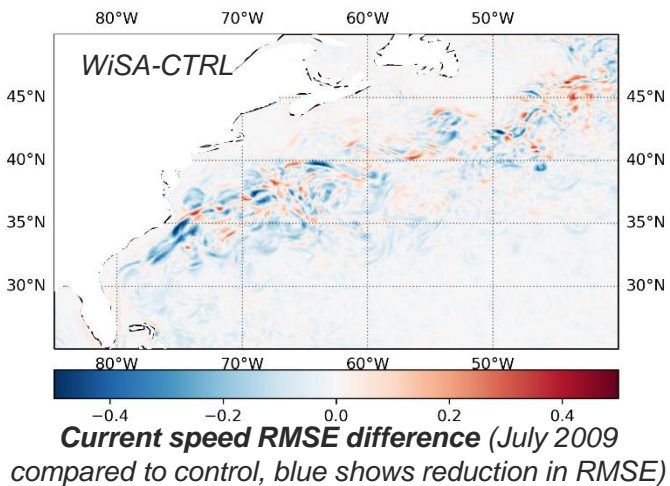 80°W 70°W 60°W 50°W
WiSA-CTRL
45°N 45°N
40°N 40°N
35°N 35°N
30°N 30°N
80°W 70°W 60°W 50°W
−0.4 −0.2 0.0 0.2 0.4
Current speed RMSE difference (July 2009
compared to control, blue shows reduction in RMSE)